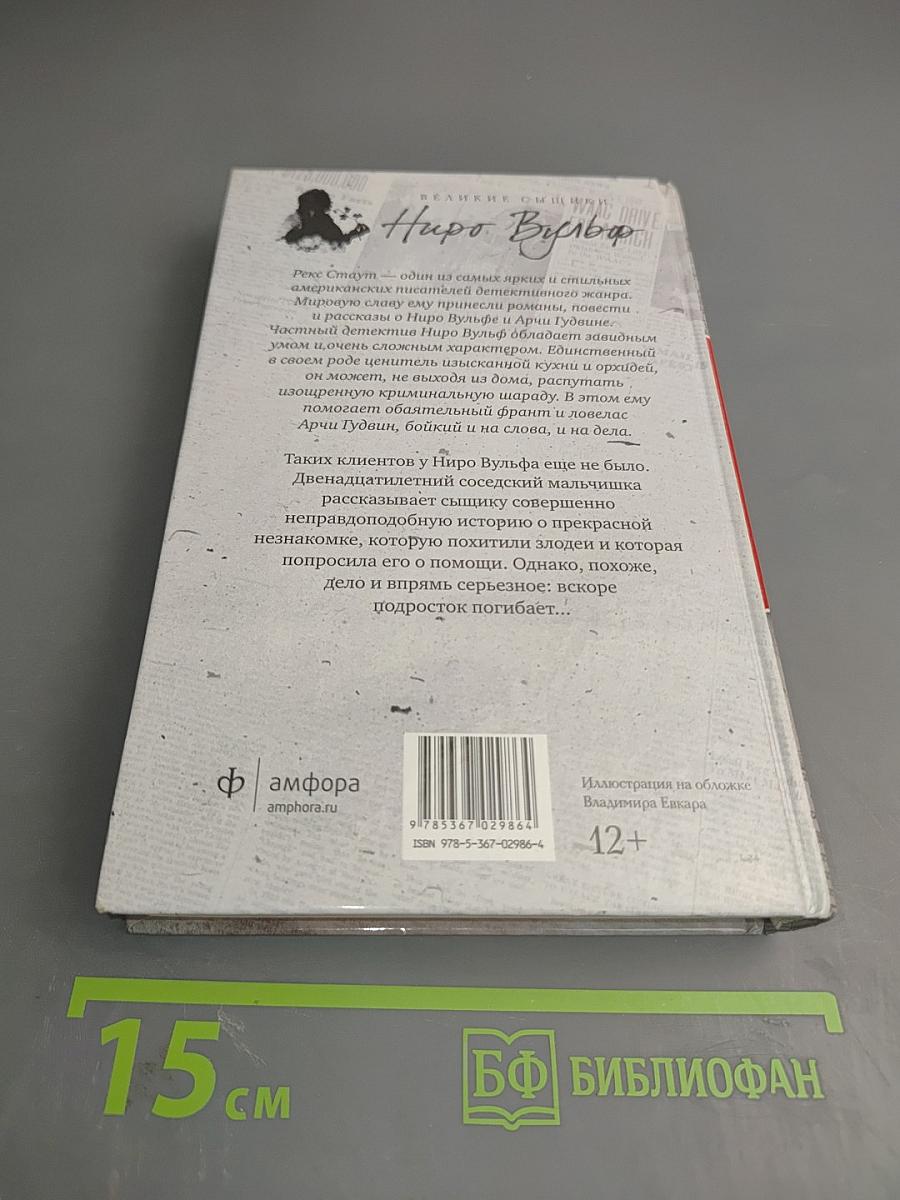 ВЕЛИКИЕ СЫЩИКИ
Ниро Вульф
Рекс Стаут — один из самых ярких и стильных
американских писателей детективного жанра.
Мировую славу ему принесли романы, повести
и рассказы о Ниро Вульфе и Арчи Гудвине.
Частный детектив Ниро Вульф обладает завидным
умом и очень сложным характером. Единственный
в своем роде ценитель изысканной кухни и орхидей,
он может, не выходя из дома, распутать
изощренную криминальную шараду. В этом ему
помогает обаятельный франт и ловелас
Арчи Гудвин, бойкий и на слова, и на дела.
Таких клиентов у Ниро Вульфа еще не было.
Двенадцатилетний соседский мальчишка
рассказывает сыщику совершенно
неправдоподобную историю о прекрасной
незнакомке, которую похитили злодеи и которая
попросила его о помощи. Однако, похоже,
дело и впрямь серьезное: вскоре
подросток погибает...
ф амфора
amphora.ru
9 785367 029864
ISBN 978-5-367-02986-4
Иллюстрация на обложке
Владимира Евкара
12+
15 см
БФ БИБЛИОФАН